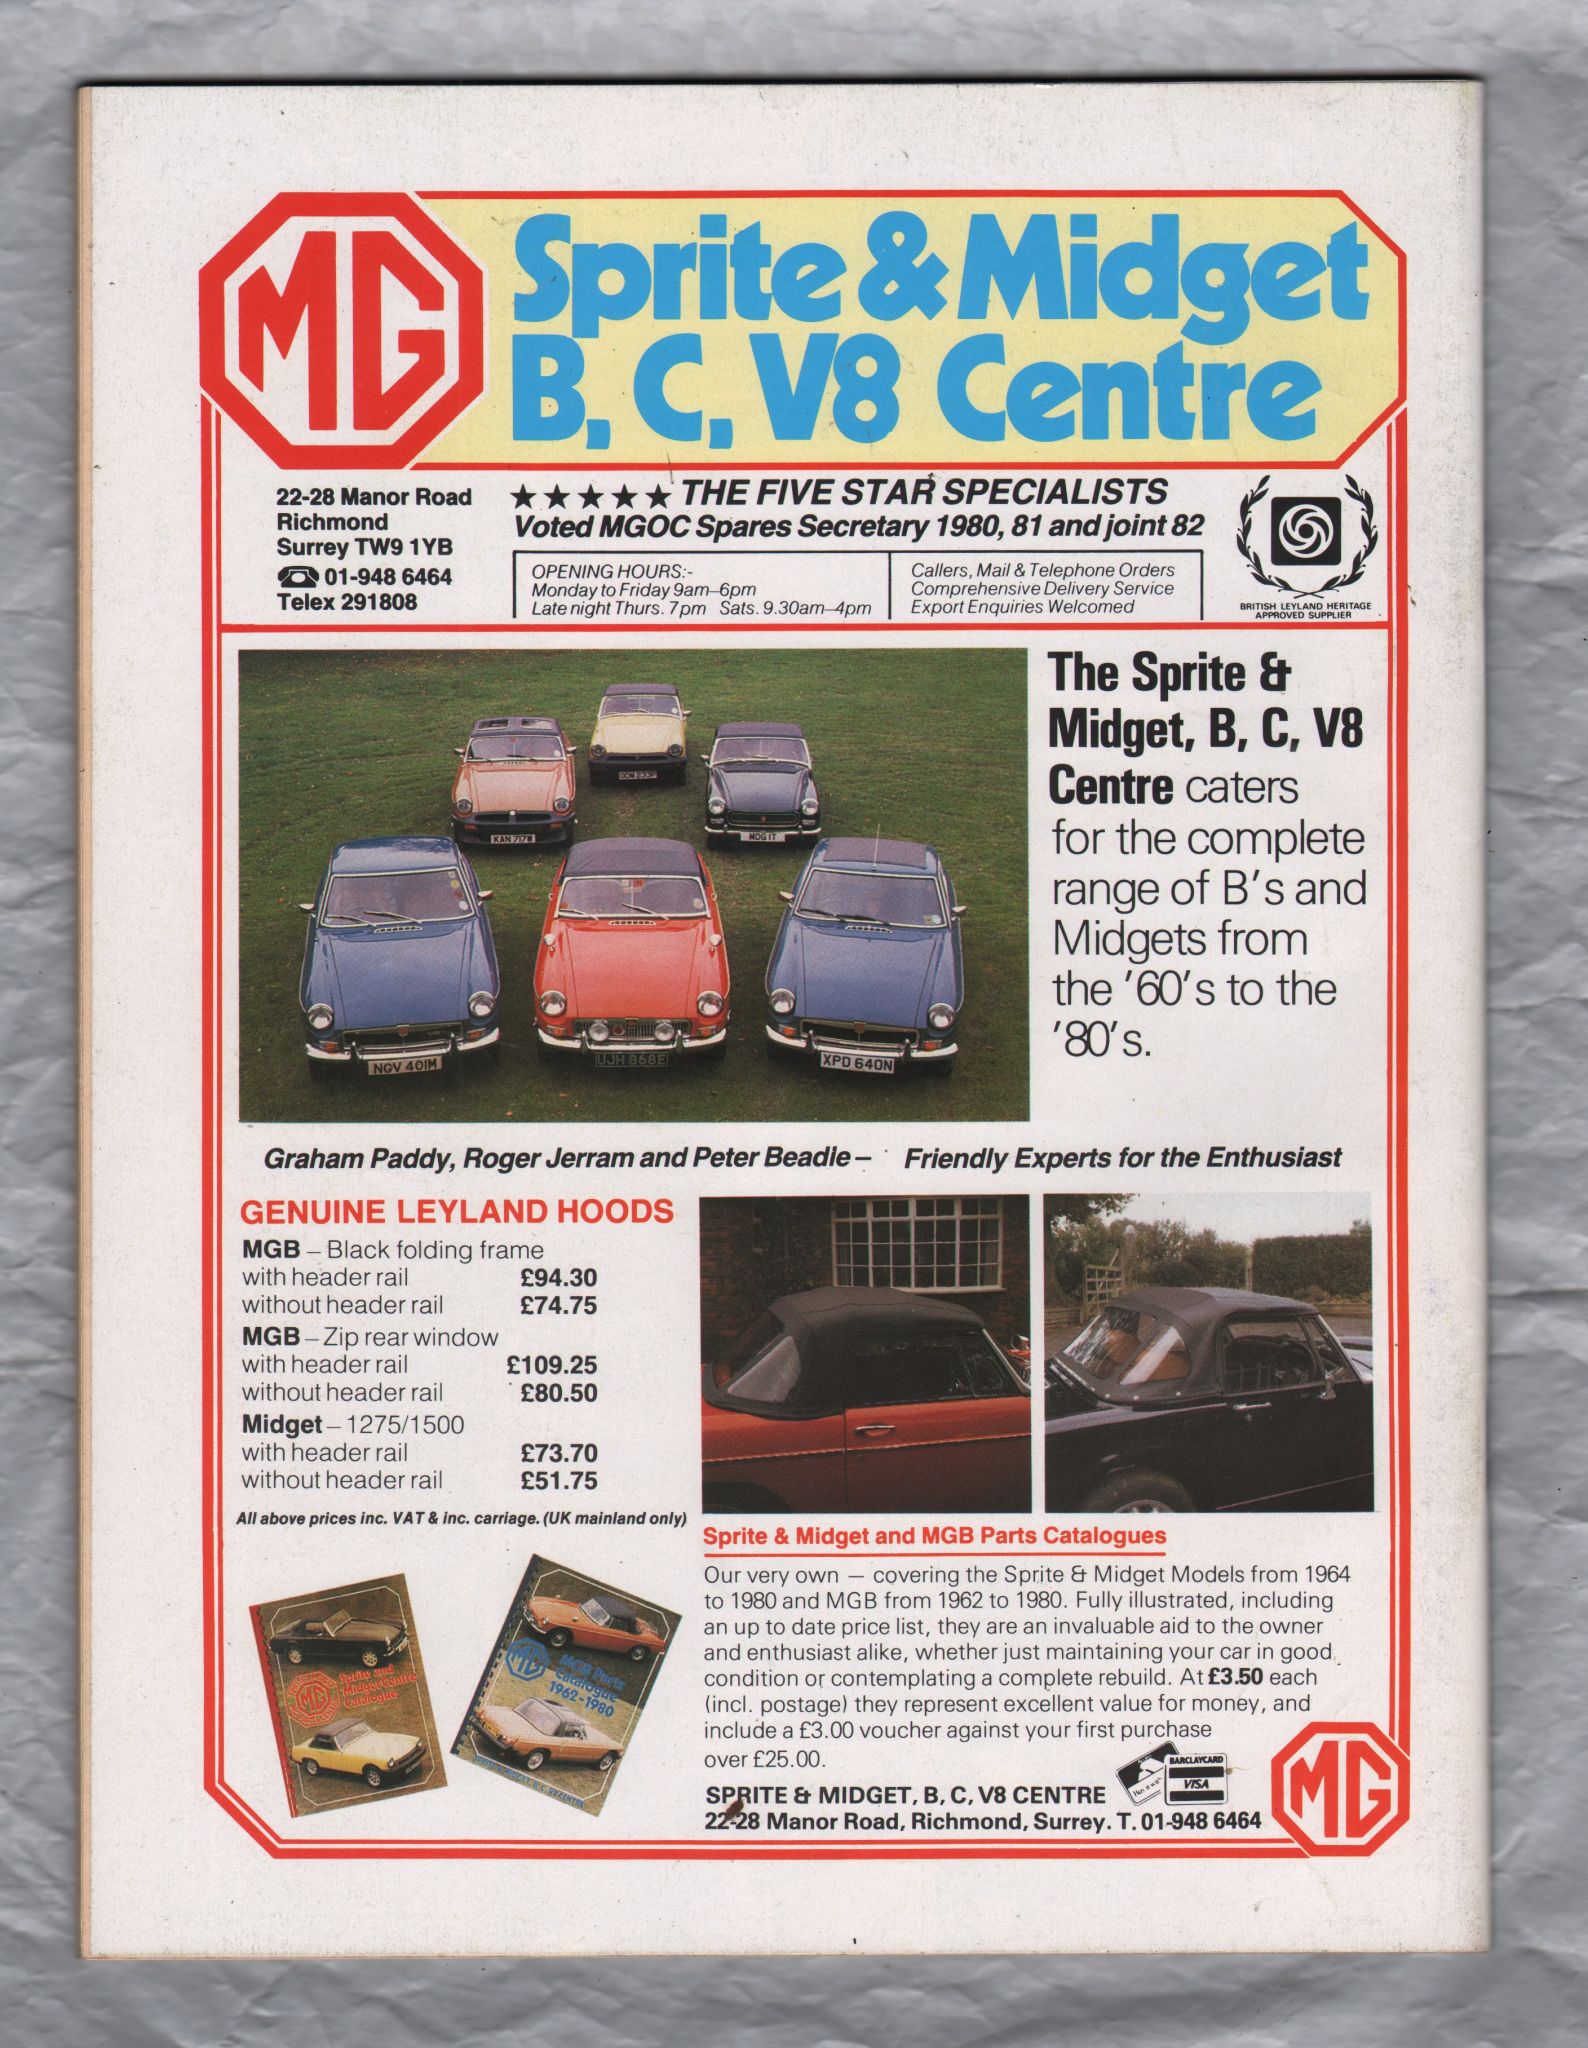 MG
Sprite & Midget
B, C, V8 Centre
22-28 Manor Road
Richmond
Surrey TW9 1YB
01-948 6464
Telex 291808
★★★★★ THE FIVE STAR SPECIALISTS
Voted MGOC Spares Secretary 1980, 81 and joint 82
OPENING HOURS:-
Monday to Friday 9am–6pm
Late night Thurs. 7pm Sats. 9.30am–4pm
Callers, Mail & Telephone Orders
Comprehensive Delivery Service
Export Enquiries Welcomed
BRITISH LEYLAND HERITAGE
APPROVED SUPPLIER
KAN 717W
MDG 1T
NGV 401M
UJH 868E
XPD 640N
The Sprite &
Midget, B, C, V8
Centre caters
for the complete
range of B's and
Midgets from
the '60's to the
'80's.
Graham Paddy, Roger Jerram and Peter Beadle – Friendly Experts for the Enthusiast
GENUINE LEYLAND HOODS
MGB – Black folding frame
with header rail £94.30
without header rail £74.75
MGB – Zip rear window
with header rail £109.25
without header rail £80.50
Midget – 1275/1500
with header rail £73.70
without header rail £51.75
All above prices inc. VAT & inc. carriage. (UK mainland only)
MG
Sprite and
Midget Centre
Catalogue
MG
MGB Parts
Catalogue
1962-1980
SPRITE & MIDGET B, C, V8 CENTRE
Sprite & Midget and MGB Parts Catalogues
Our very own — covering the Sprite & Midget Models from 1964
to 1980 and MGB from 1962 to 1980. Fully illustrated, including
an up to date price list, they are an invaluable aid to the owner
and enthusiast alike, whether just maintaining your car in good
condition or contemplating a complete rebuild. At £3.50 each
(incl. postage) they represent excellent value for money, and
include a £3.00 voucher against your first purchase
over £25.00.
BARCLAYCARD
VISA
SPRITE & MIDGET, B, C, V8 CENTRE
22-28 Manor Road, Richmond, Surrey. T. 01-948 6464
MG